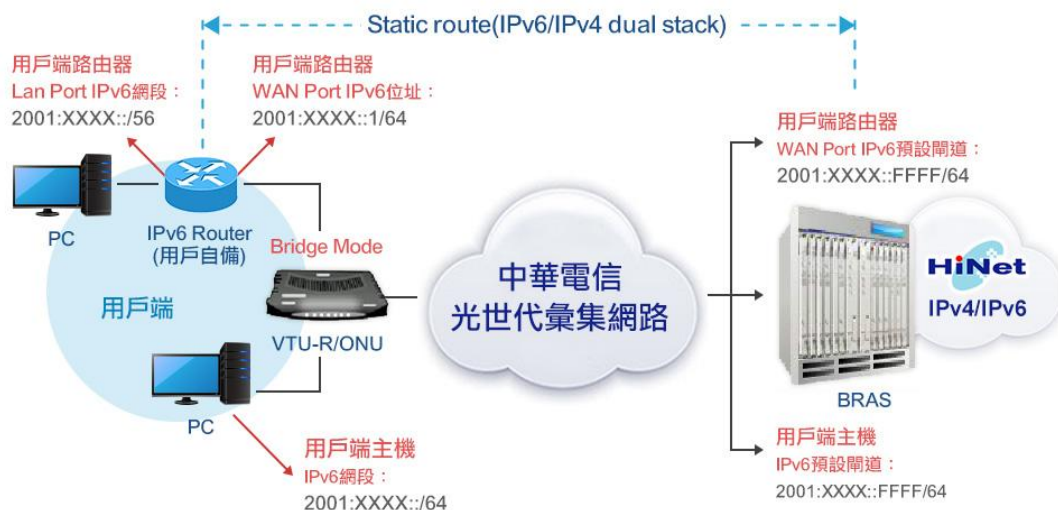 Static route(IPv6/IPv4 dual stack)
用戶端路由器
Lan Port IPv6網段：
2001:XXXX::/56
用戶端路由器
WAN Port IPv6位址：
2001:XXXX::1/64
用戶端路由器
WAN Port IPv6預設閘道：
2001:XXXX::FFFF/64
PC
IPv6 Router
(用戶自備)
Bridge Mode
用戶端
VTU-R/ONU
PC
中華電信
光世代彙集網路
HiNet
IPv4/IPv6
BRAS
用戶端主機
IPv6網段：
2001:XXXX::/64
用戶端主機
IPv6預設閘道：
2001:XXXX::FFFF/64